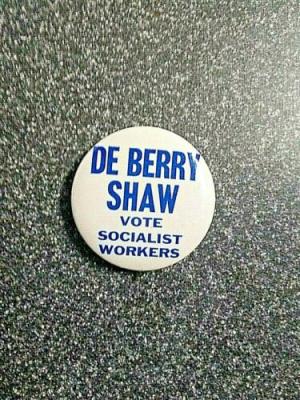 DE BERRY
SHAW
VOTE
SOCIALIST
WORKERS